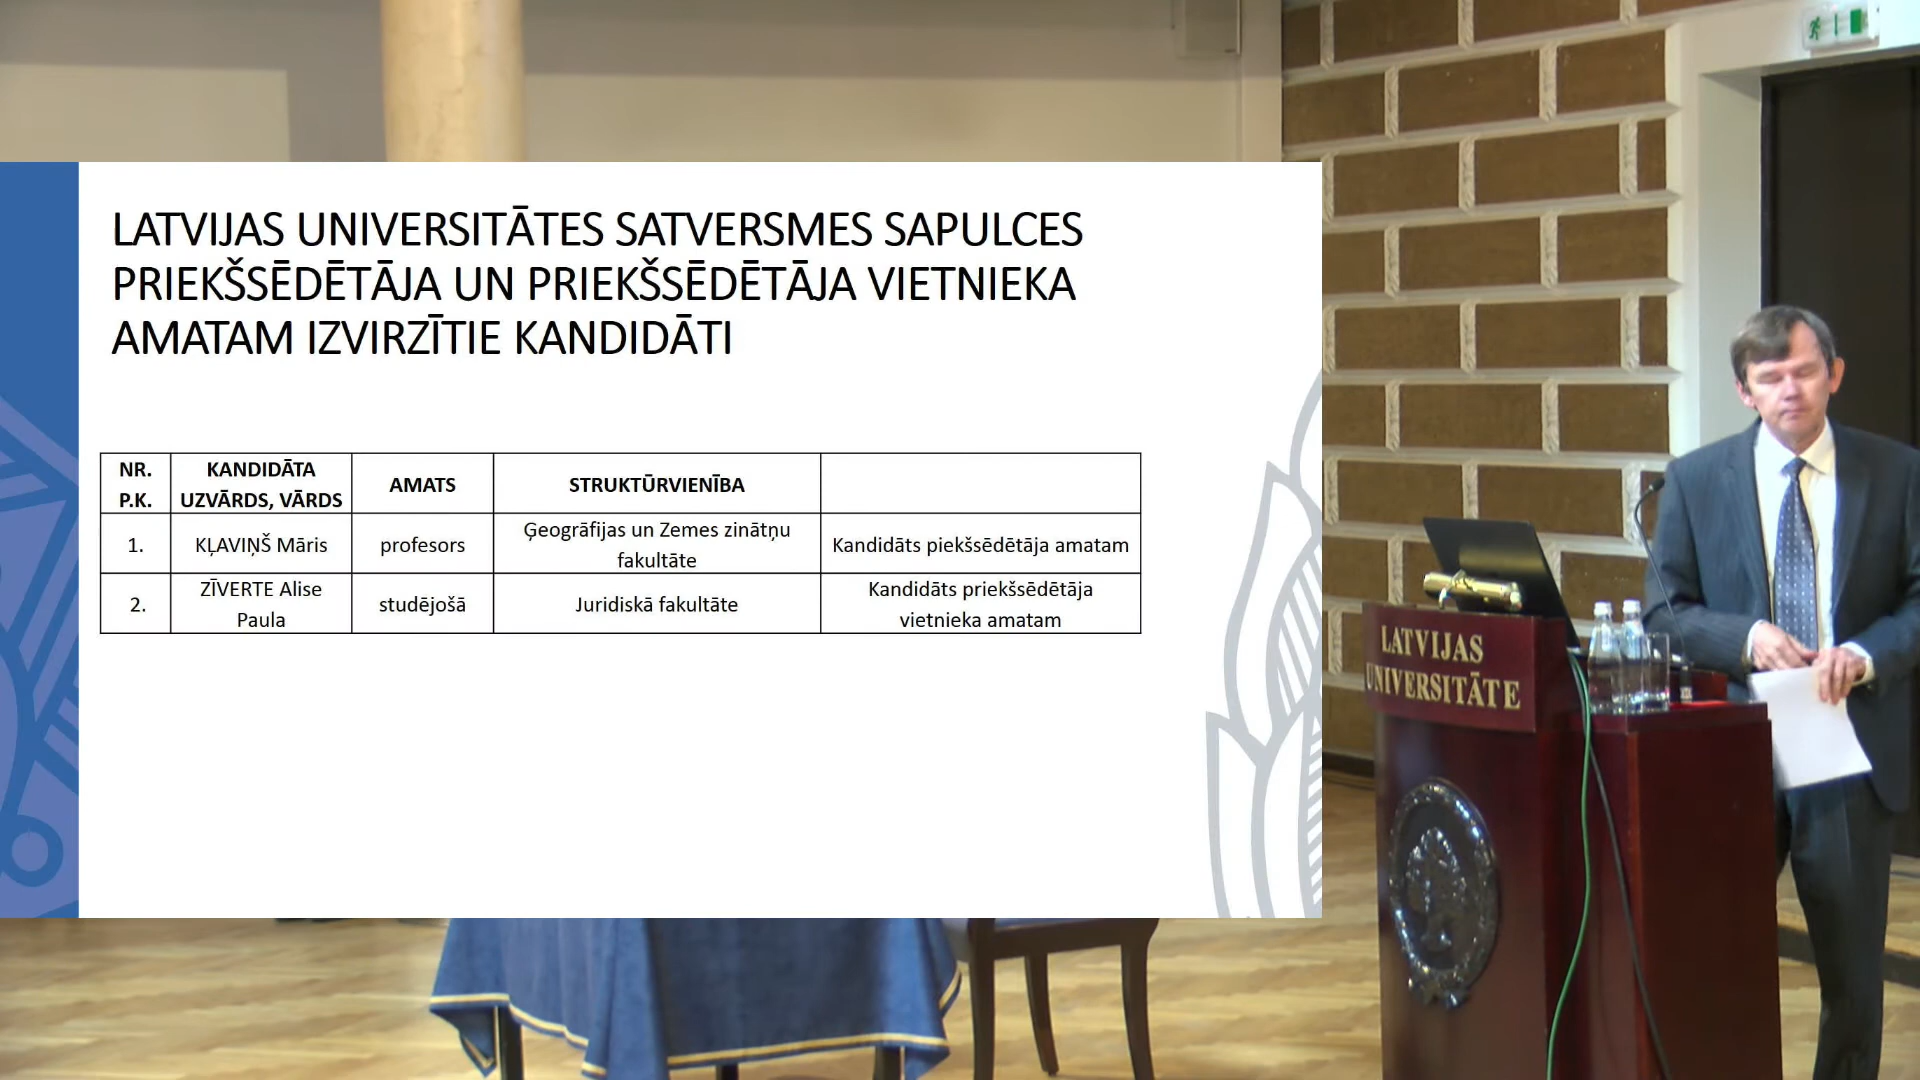 LATVIJAS UNIVERSITĀTES SATVERSMES SAPULCES
PRIEKŠSĒDĒTĀJA UN PRIEKŠSĒDĒTĀJA VIETNIEKA
AMATAM IZVIRZĪTIE KANDIDĀTI
NR. P.K.
KANDIDĀTA
UZVĀRDS, VĀRDS
AMATS
STRUKTŪRVIENĪBA
1.
KĻAVIŅŠ Māris
profesors
Ģeogrāfijas un Zemes zinātņu
fakultāte
Kandidāts piekšsēdētāja amatam
2.
ZĪVERTE Alise
Paula
studējošā
Juridiskā fakultāte
Kandidāts priekšsēdētāja
vietnieka amatam
LATVIJAS
UNIVERSITĀTE